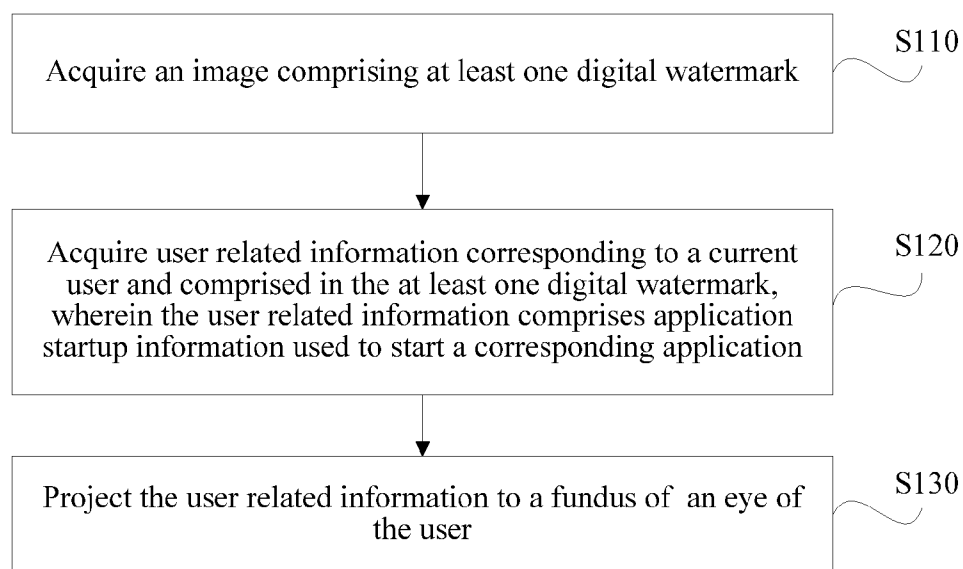 S110
Acquire an image comprising at least one digital watermark
S120
Acquire user related information corresponding to a current
user and comprised in the at least one digital watermark,
wherein the user related information comprises application
startup information used to start a corresponding application
S130
Project the user related information to a fundus of an eye of
the user